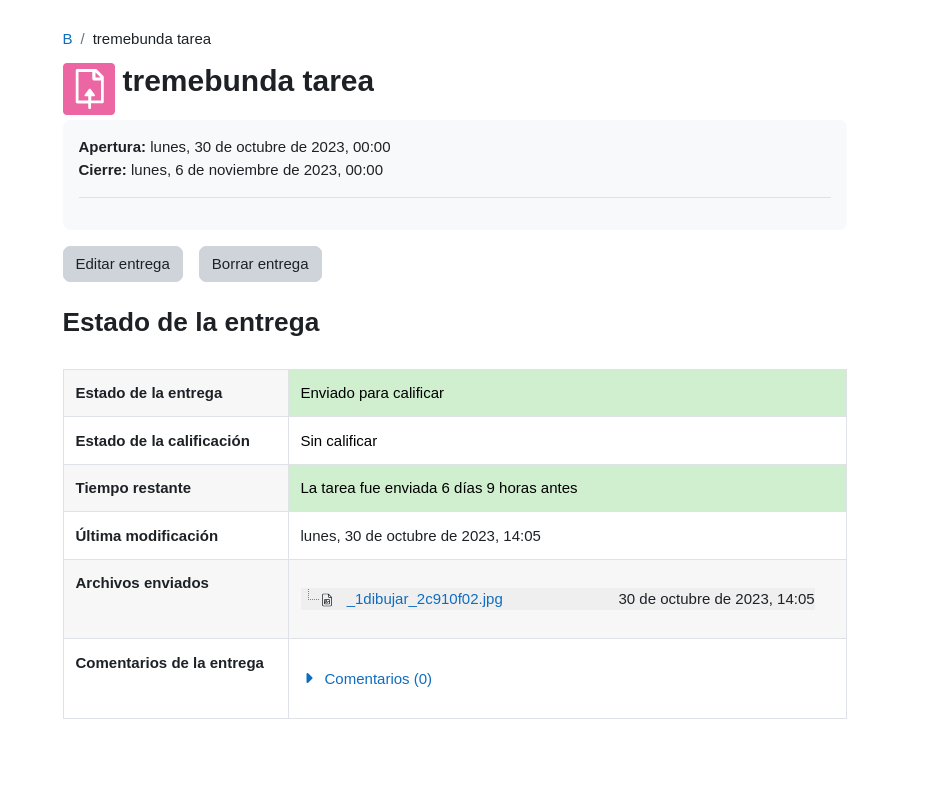 B / tremebunda tarea
tremebunda tarea
Apertura: lunes, 30 de octubre de 2023, 00:00
Cierre: lunes, 6 de noviembre de 2023, 00:00
Editar entrega Borrar entrega
Estado de la entrega
Estado de la entrega Enviado para calificar
Estado de la calificación Sin calificar
Tiempo restante La tarea fue enviada 6 días 9 horas antes
Última modificación lunes, 30 de octubre de 2023, 14:05
Archivos enviados
_1dibujar_2c910f02.jpg 30 de octubre de 2023, 14:05
Comentarios de la entrega
Comentarios (0)